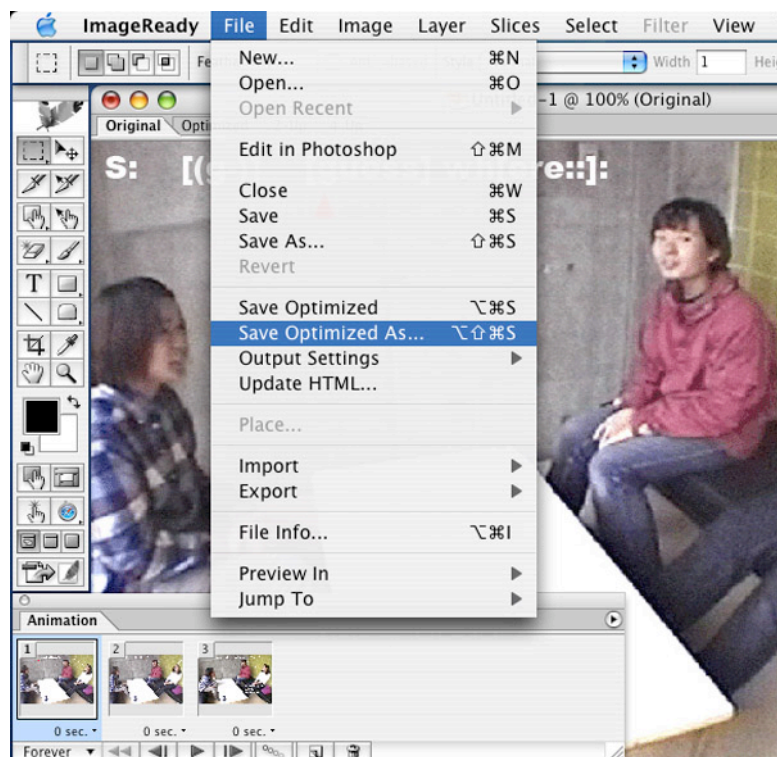 ImageReady File Edit Image Layer Slices Select Filter View
Width 1
New... ⌘N
Open... ⌘O
-1 @ 100% (Original)
Open Recent
Original
Edit in Photoshop ⇧⌘M
S: [( where::]:
Close ⌘W
Save ⌘S
Save As... ⇧⌘S
Revert
Save Optimized ⌥⌘S
Save Optimized As... ⌥⇧⌘S
Output Settings
Update HTML...
Place...
Import
Export
File Info... ⌥⌘I
Preview In
Jump To
Animation
1 2 3
0 sec. 0 sec. 0 sec.
Forever